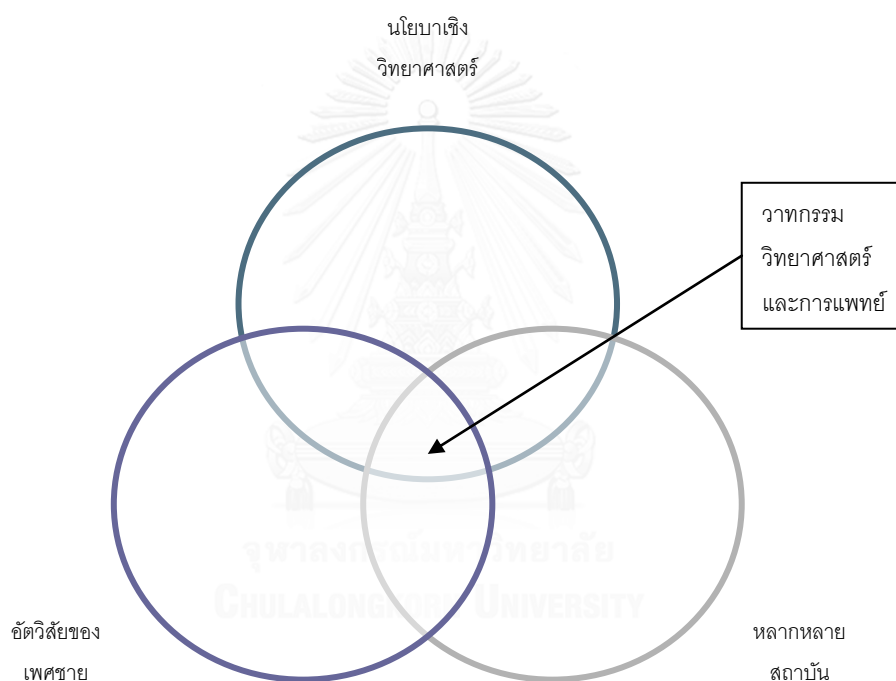 นโยบาเชิง
วิทยาศาสตร์
วาทกรรม
วิทยาศาสตร์
และการแพทย์
จุฬาลงกรณ์มหาวิทยาลัย
CHULALONGKORN UNIVERSITY
อัตวิสัยของ
เพศชาย
หลากหลาย
สถาบัน